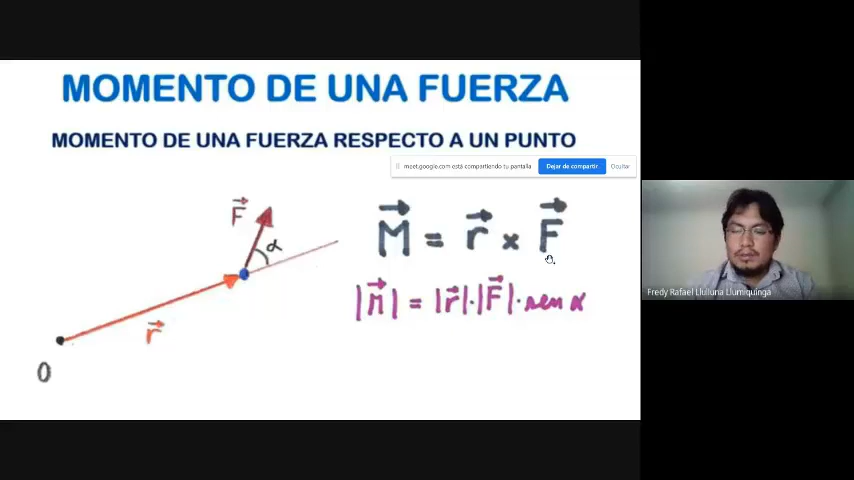 MOMENTO DE UNA FUERZA
MOMENTO DE UNA FUERZA RESPECTO A UN PUNTO
meet.google.com está compartiendo tu pantalla Dejar de compartir Ocultar
F⃗
α
M⃗ = r⃗ × F⃗
|M⃗| = |r⃗|·|F⃗|·sen α
r⃗
O
Fredy Rafael Llulluna Llumiquinga